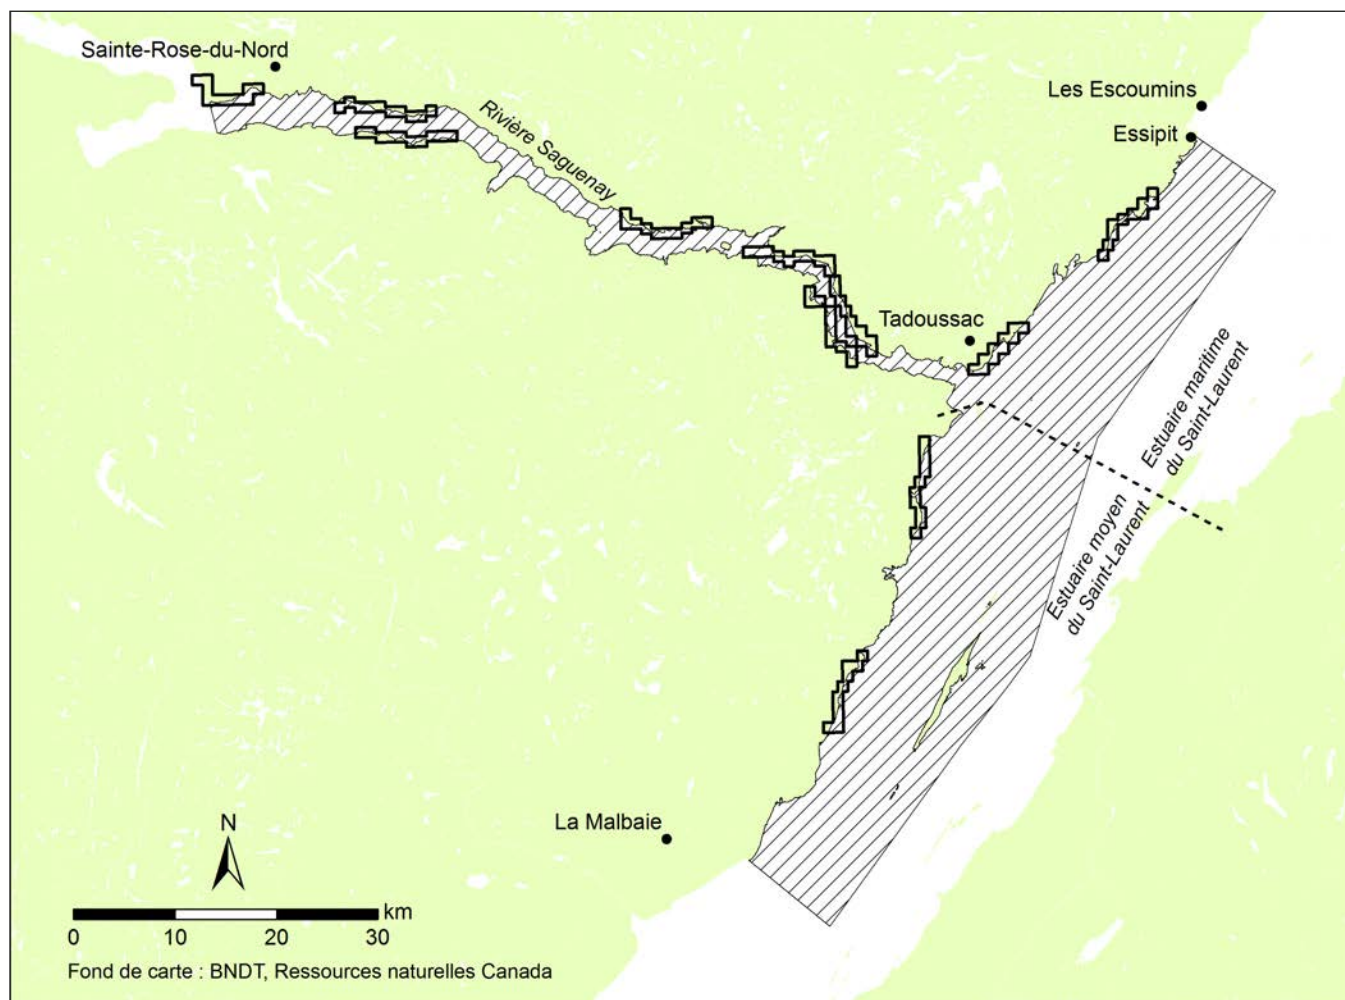 Sainte-Rose-du-Nord
Les Escoumins
Essipit
Rivière Saguenay
Tadoussac
Estuaire maritime
du Saint-Laurent
Estuaire moyen
du Saint-Laurent
La Malbaie
N
km
0 10 20 30
Fond de carte : BNDT, Ressources naturelles Canada